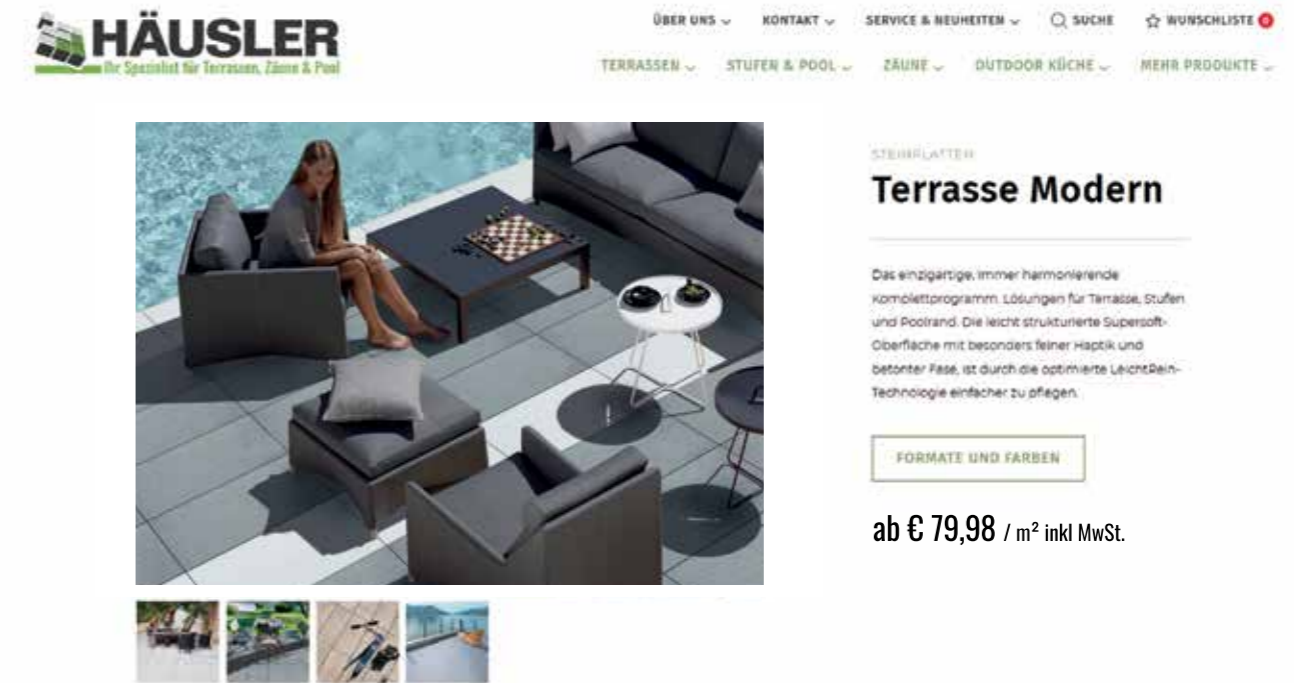 HÄUSLER
Ihr Spezialist für Terrassen, Zäune & Pool
ÜBER UNS KONTAKT SERVICE & NEUHEITEN SUCHE WUNSCHLISTE 0
TERRASSEN STUFEN & POOL ZÄUNE OUTDOOR KÜCHE MEHR PRODUKTE
STEINPLATTEN
Terrasse Modern
Das einzigartige, immer harmonierende
Komplettprogramm. Lösungen für Terrasse, Stufen
und Poolrand. Die leicht strukturierte Supersoft-
Oberfläche mit besonders feiner Haptik und
betonter Fase, ist durch die optimierte LeichtRein-
Technologie einfacher zu pflegen.
FORMATE UND FARBEN
ab € 79,98 / m² inkl MwSt.